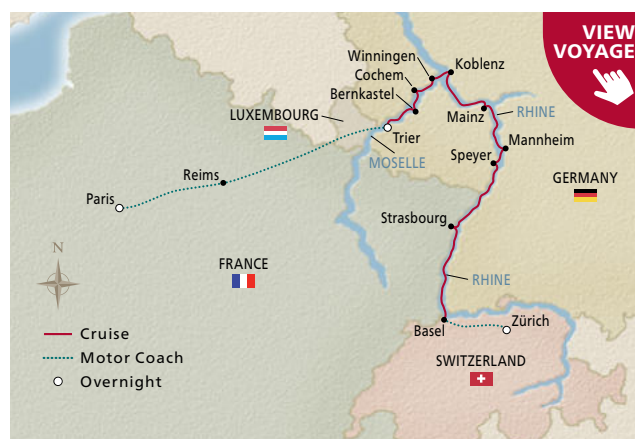 VIEW
VOYAGE
Winningen
Koblenz
Cochem
Bernkastel
LUXEMBOURG
Mainz
RHINE
Trier
Mannheim
MOSELLE
Speyer
Reims
GERMANY
Paris
Strasbourg
N
FRANCE
RHINE
Cruise
Basel
Zürich
Motor Coach
SWITZERLAND
Overnight